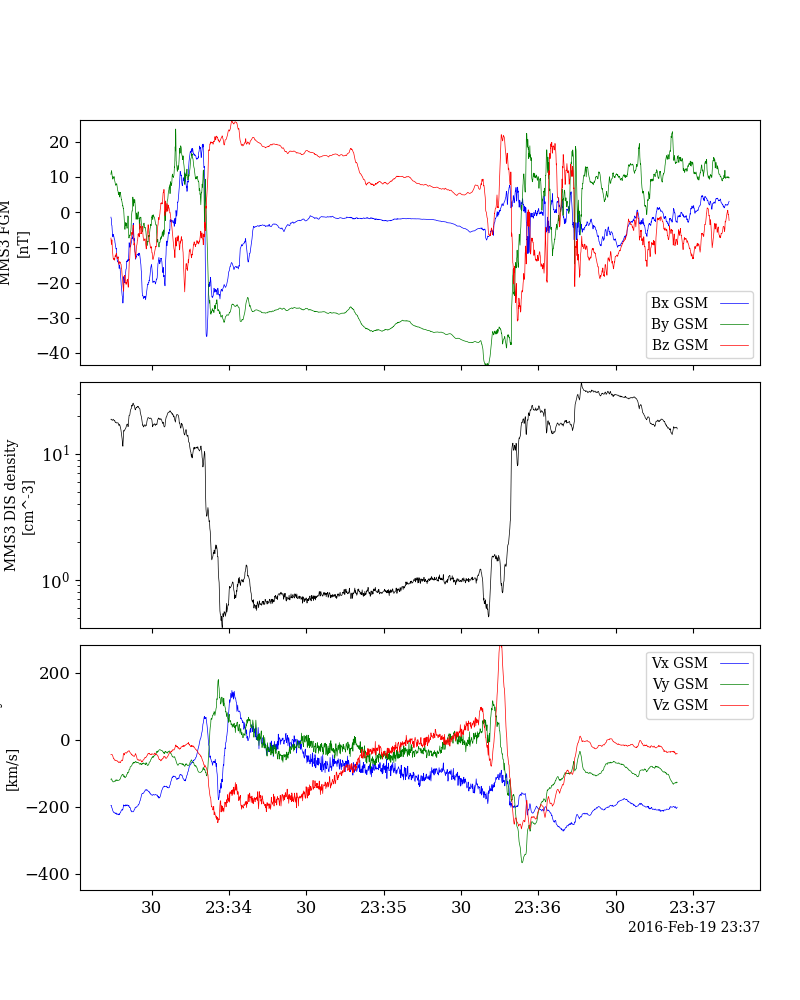 20
10
0
−10
−20
−30
−40
MMS3 FGM
[nT]
Bx GSM
By GSM
Bz GSM
10^1
10^0
MMS3 DIS density
[cm^-3]
200
0
−200
−400
[km/s]
Vx GSM
Vy GSM
Vz GSM
30 23:34 30 23:35 30 23:36 30 23:37
2016-Feb-19 23:37